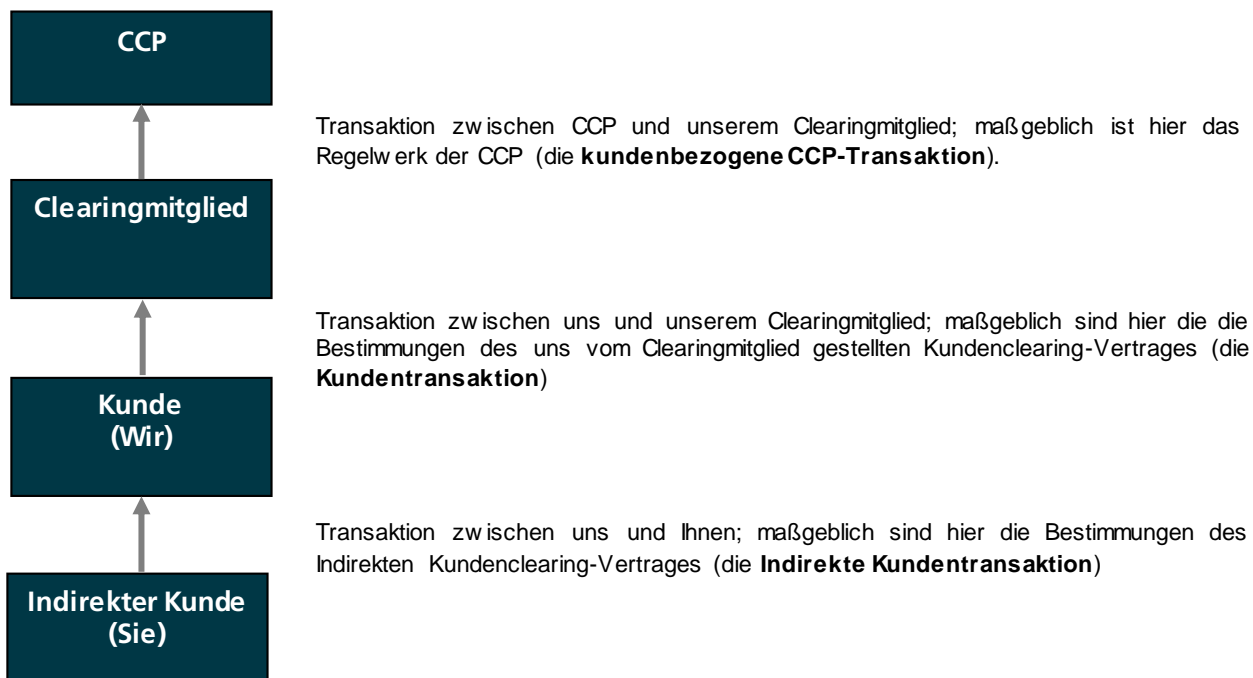 CCP
Transaktion zwischen CCP und unserem Clearingmitglied; maßgeblich ist hier das
Regelwerk der CCP (die kundenbezogene CCP-Transaktion).
Clearingmitglied
Transaktion zwischen uns und unserem Clearingmitglied; maßgeblich sind hier die die
Bestimmungen des uns vom Clearingmitglied gestellten Kundenclearing-Vertrages (die
Kundentransaktion)
Kunde
(Wir)
Transaktion zwischen uns und Ihnen; maßgeblich sind hier die Bestimmungen des
Indirekten Kundenclearing-Vertrages (die Indirekte Kundentransaktion)
Indirekter Kunde
(Sie)